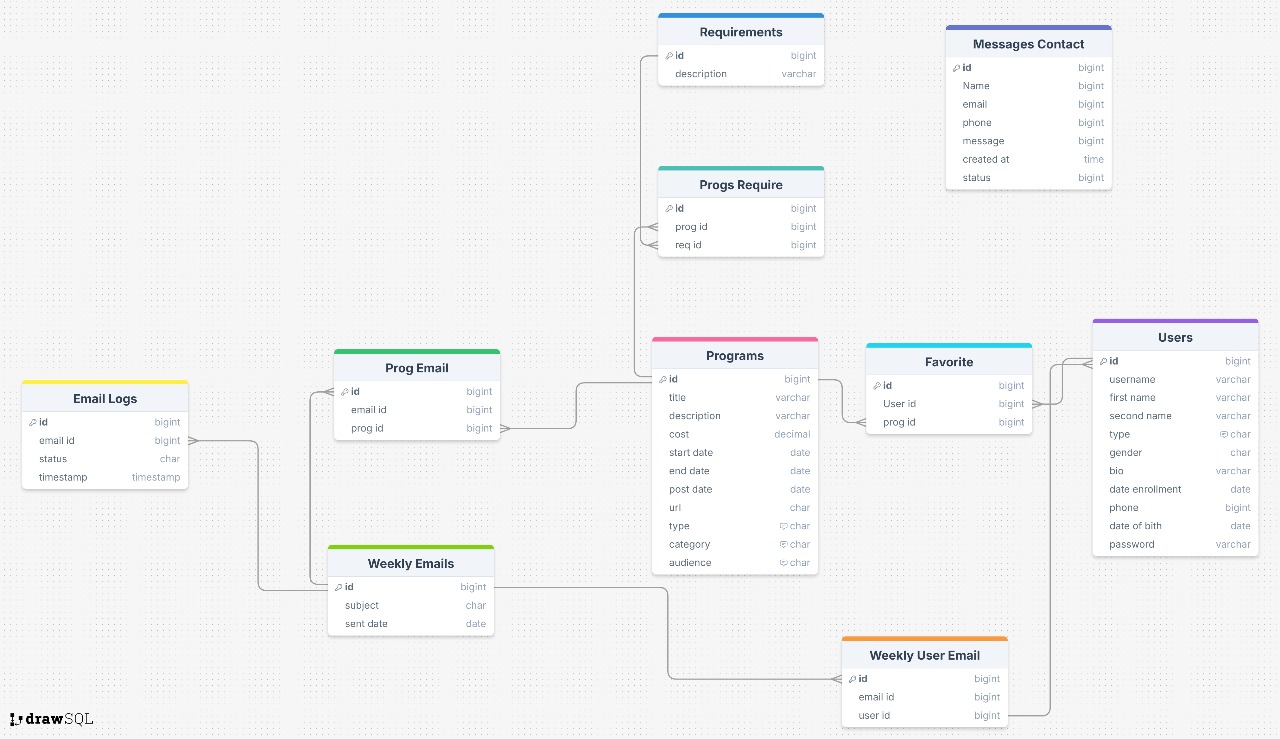 Requirements
id bigint
description varchar
Messages Contact
id bigint
Name bigint
email bigint
phone bigint
message bigint
created at time
status bigint
Progs Require
id bigint
prog id bigint
req id bigint
Users
id bigint
username varchar
first name varchar
second name varchar
type char
gender char
bio varchar
date enrollment date
phone bigint
date of bith date
password varchar
Programs
id bigint
title varchar
description varchar
cost decimal
start date date
end date date
post date date
url char
type char
category char
audience char
Favorite
id bigint
User id bigint
prog id bigint
Prog Email
id bigint
email id bigint
prog id bigint
Email Logs
id bigint
email id bigint
status char
timestamp timestamp
Weekly Emails
id bigint
subject char
sent date date
Weekly User Email
id bigint
email id bigint
user id bigint
drawSQL